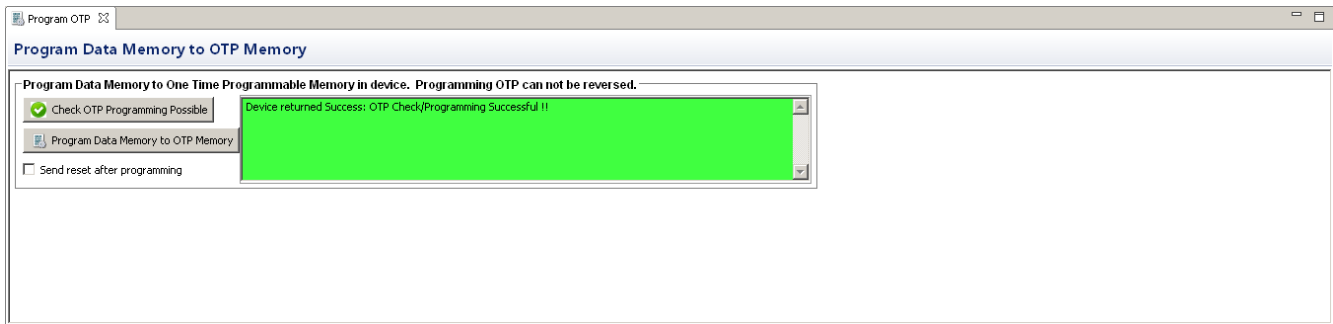 Program OTP
Program Data Memory to OTP Memory
Program Data Memory to One Time Programmable Memory in device. Programming OTP can not be reversed.
Check OTP Programming Possible
Device returned Success: OTP Check/Programming Successful !!
Program Data Memory to OTP Memory
Send reset after programming